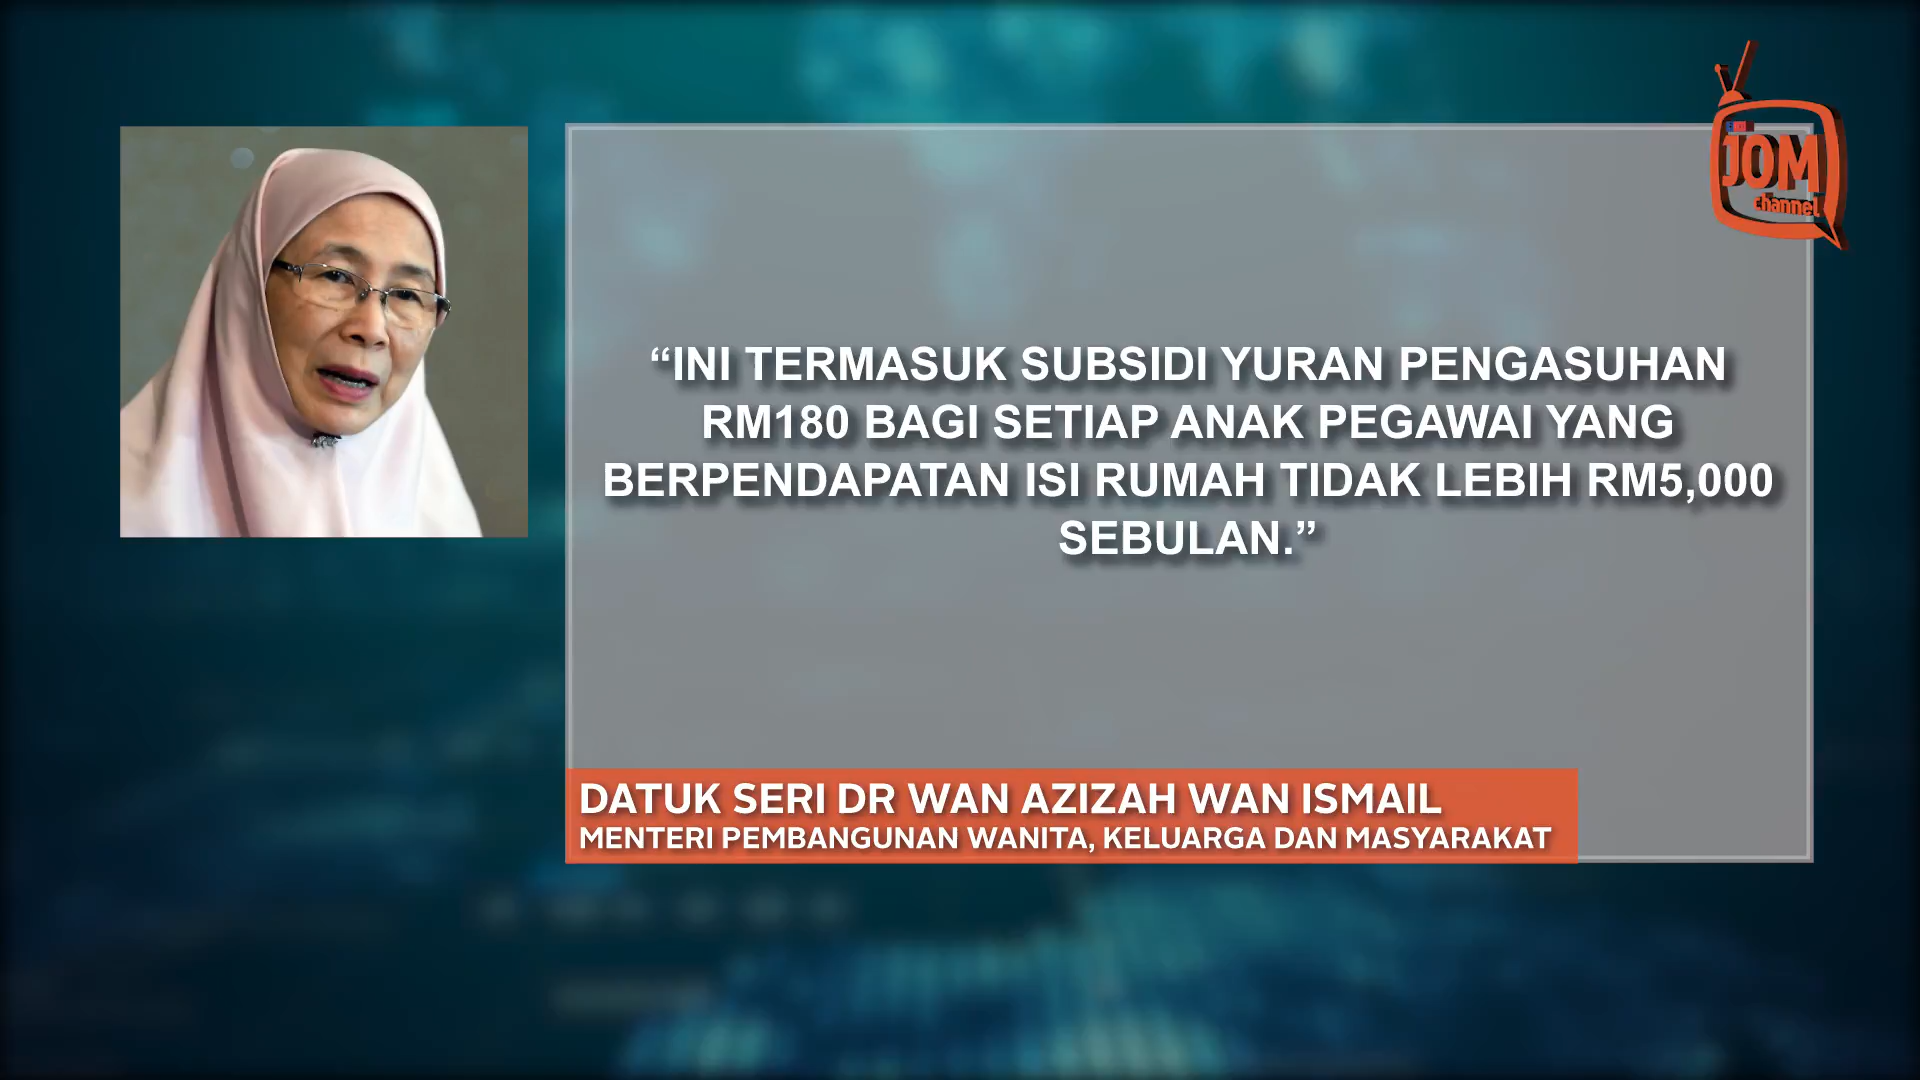 JOM
channel
“INI TERMASUK SUBSIDI YURAN PENGASUHAN
RM180 BAGI SETIAP ANAK PEGAWAI YANG
BERPENDAPATAN ISI RUMAH TIDAK LEBIH RM5,000
SEBULAN.”
DATUK SERI DR WAN AZIZAH WAN ISMAIL
MENTERI PEMBANGUNAN WANITA, KELUARGA DAN MASYARAKAT